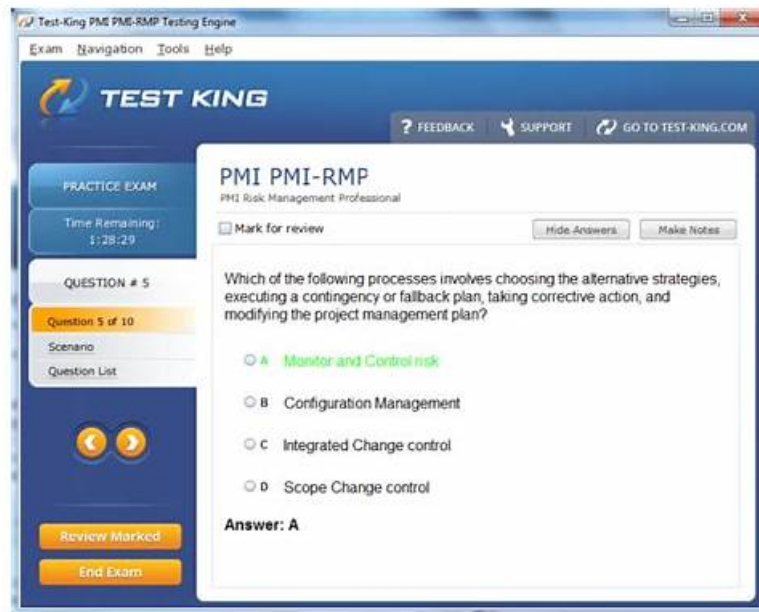 Test-King PMI PMI-RMP Testing Engine
Exam Navigation Tools Help
TEST KING
? FEEDBACK SUPPORT GO TO TEST-KING.COM
PRACTICE EXAM
Time Remaining:
1:28:29
QUESTION # 5
Question 5 of 10
Scenario
Question List
Review Marked
End Exam
PMI PMI-RMP
PMI Risk Management Professional
Mark for review
Hide Answers Make Notes
Which of the following processes involves choosing the alternative strategies,
executing a contingency or fallback plan, taking corrective action, and
modifying the project management plan?
A Monitor and Control risk
B Configuration Management
C Integrated Change control
D Scope Change control
Answer: A